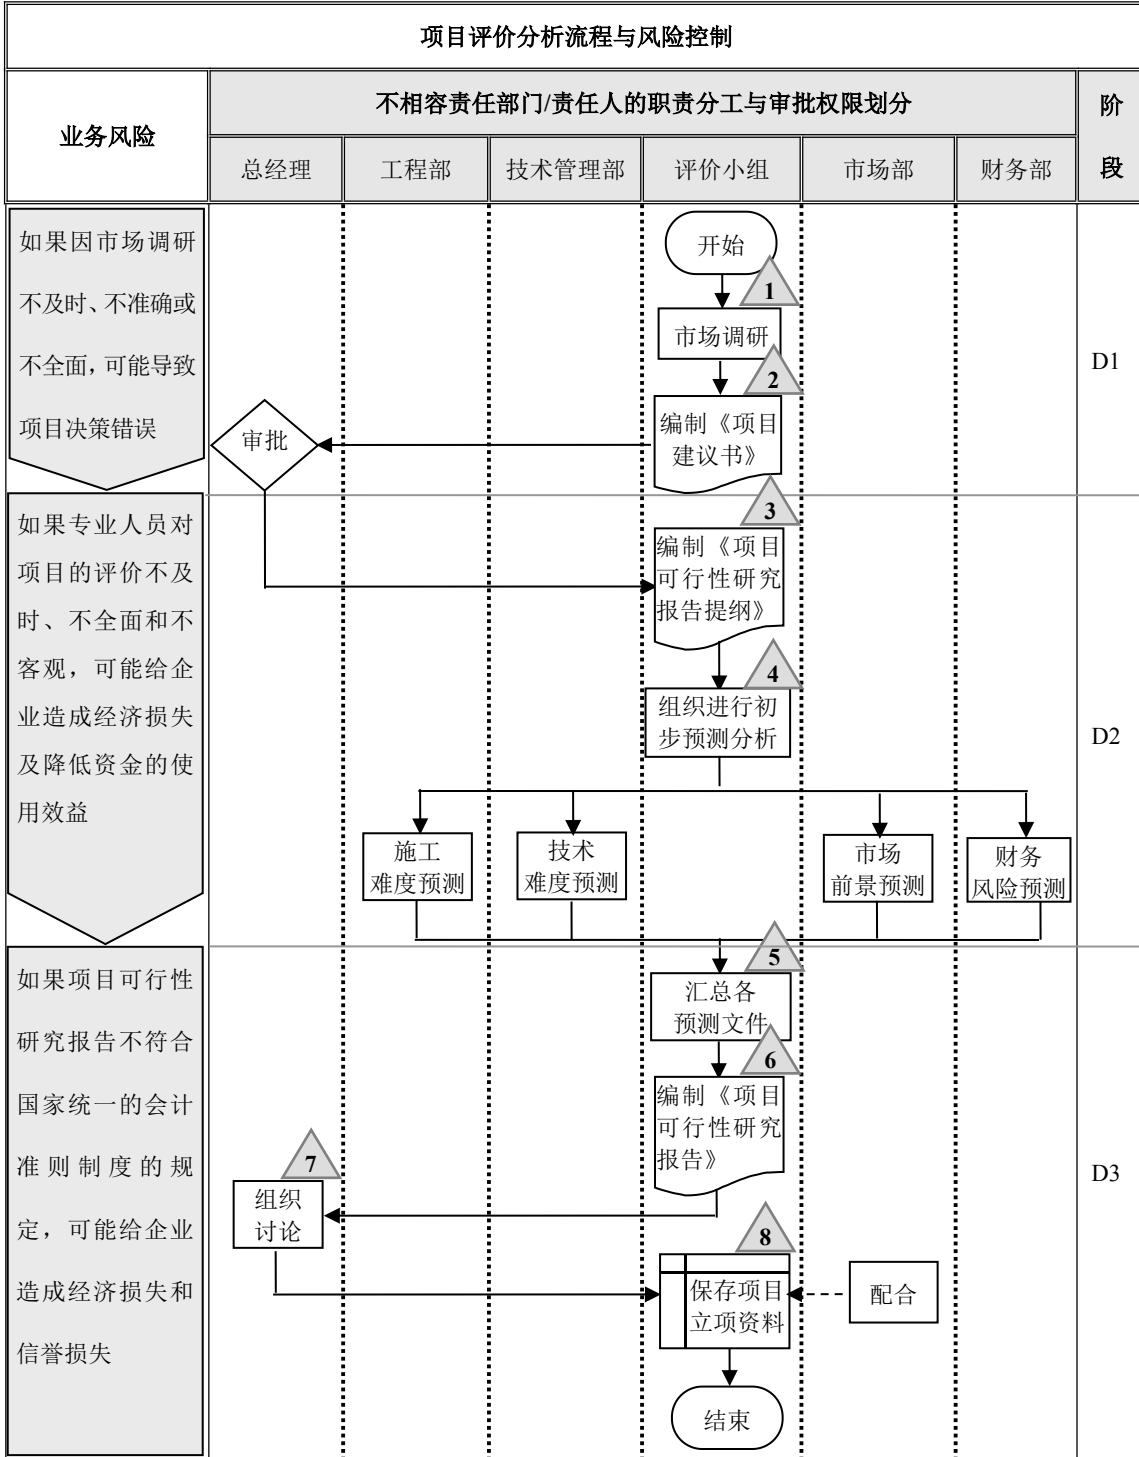 项目评价分析流程与风险控制
业务风险
不相容责任部门/责任人的职责分工与审批权限划分
阶
段
总经理
工程部
技术管理部
评价小组
市场部
财务部
如果因市场调研
不及时、不准确或
不全面，可能导致
项目决策错误
开始
1
市场调研
2
编制《项目
建议书》
审批
D1
如果专业人员对
项目的评价不及
时、不全面和不
客观，可能给企
业造成经济损失
及降低资金的使
用效益
3
编制《项目
可行性研究
报告提纲》
4
组织进行初
步预测分析
D2
施工
难度预测
技术
难度预测
市场
前景预测
财务
风险预测
如果项目可行性
研究报告不符合
国家统一的会计
准则制度的规
定，可能给企业
造成经济损失和
信誉损失
5
汇总各
预测文件
6
编制《项目
可行性研究
报告》
7
组织
讨论
D3
8
保存项目
立项资料
配合
结束